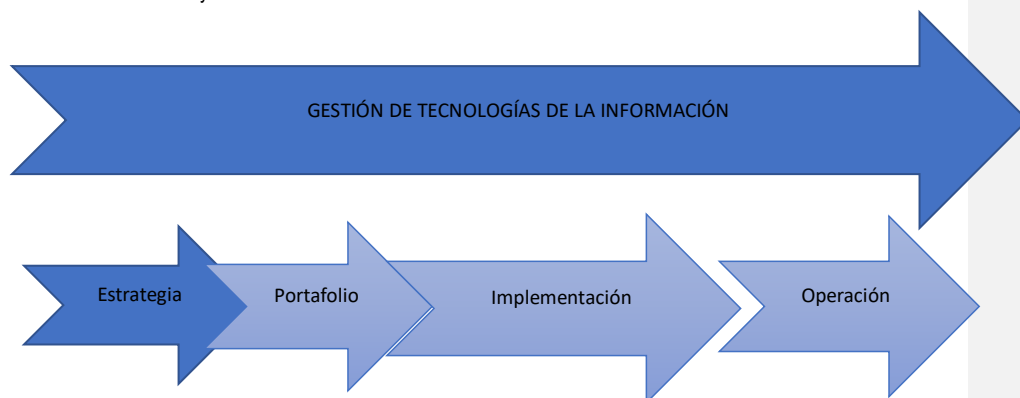 GESTIÓN DE TECNOLOGÍAS DE LA INFORMACIÓN
Estrategia
Portafolio
Implementación
Operación